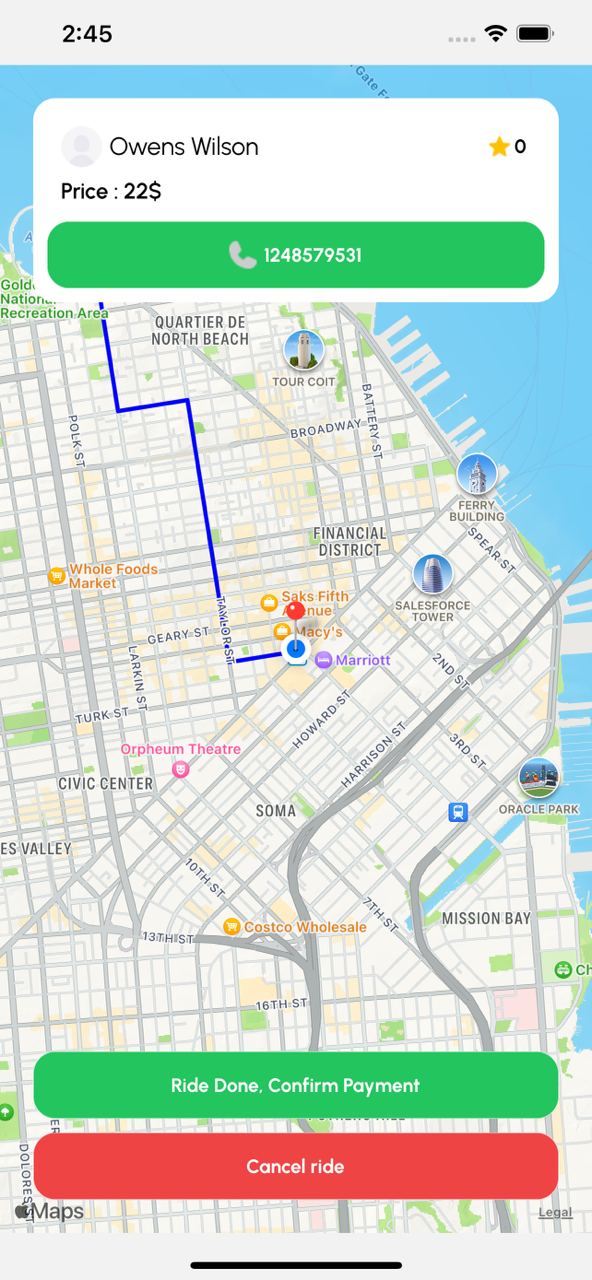 2:45
Gate
Owens Wilson
0
Price : 22$
1248579531
National
Recreation Area
QUARTIER DE
NORTH BEACH
TOUR COIT
POLK ST
BATTERY ST
BROADWAY
FERRY
BUILDING
FINANCIAL
DISTRICT
SPEAR ST
Whole Foods
Market
Saks Fifth
Avenue
SALESFORCE
TOWER
TAYLOR ST
Macy's
GEARY ST
Marriott
LARKIN ST
2ND ST
TURK ST
HOWARD ST
HARRISON ST
3RD ST
Orpheum Theatre
CIVIC CENTER
SOMA
ORACLE PARK
ES VALLEY
10TH ST
7TH ST
MISSION BAY
Costco Wholesale
13TH ST
Ch
16TH ST
Ride Done, Confirm Payment
Cancel ride
DOLORES ST
Maps
Legal